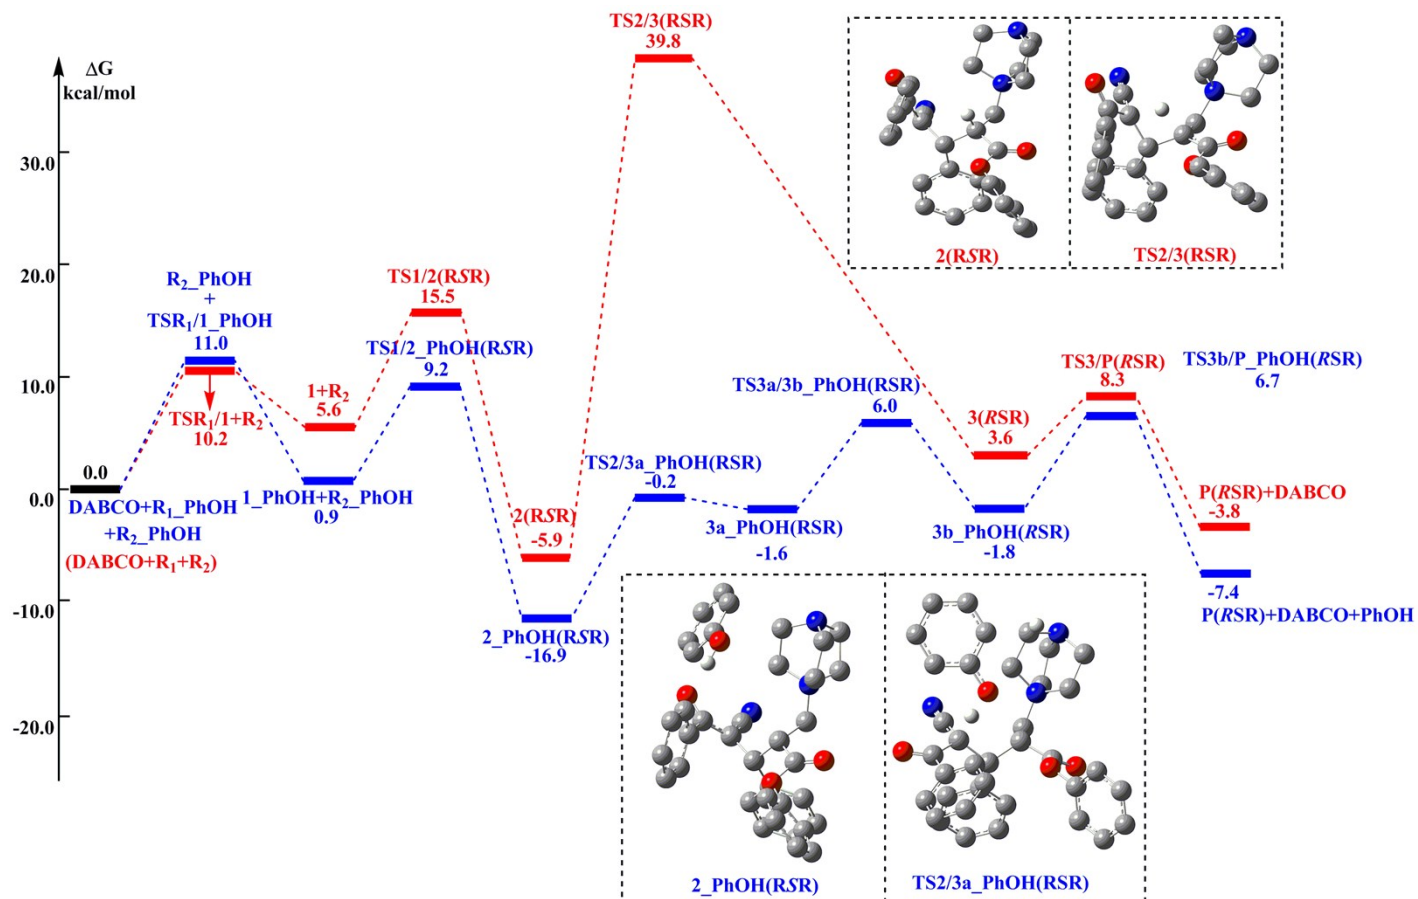 TS2/3(RSR)
39.8
ΔG
kcal/mol
30.0
20.0
10.0
0.0
-10.0
-20.0
R2_PhOH
+
TSR1/1_PhOH
11.0
TSR1/1+R2
10.2
0.0
DABCO+R1_PhOH
+R2_PhOH
(DABCO+R1+R2)
1+R2
5.6
1_PhOH+R2_PhOH
0.9
TS1/2(RSR)
15.5
TS1/2_PhOH(RSR)
9.2
2(RSR)
-5.9
2_PhOH(RSR)
-16.9
TS2/3a_PhOH(RSR)
-0.2
3a_PhOH(RSR)
-1.6
TS3a/3b_PhOH(RSR)
6.0
3(RSR)
3.6
3b_PhOH(RSR)
-1.8
TS3/P(RSR)
8.3
TS3b/P_PhOH(RSR)
6.7
P(RSR)+DABCO
-3.8
-7.4
P(RSR)+DABCO+PhOH
2(RSR)
TS2/3(RSR)
2_PhOH(RSR)
TS2/3a_PhOH(RSR)